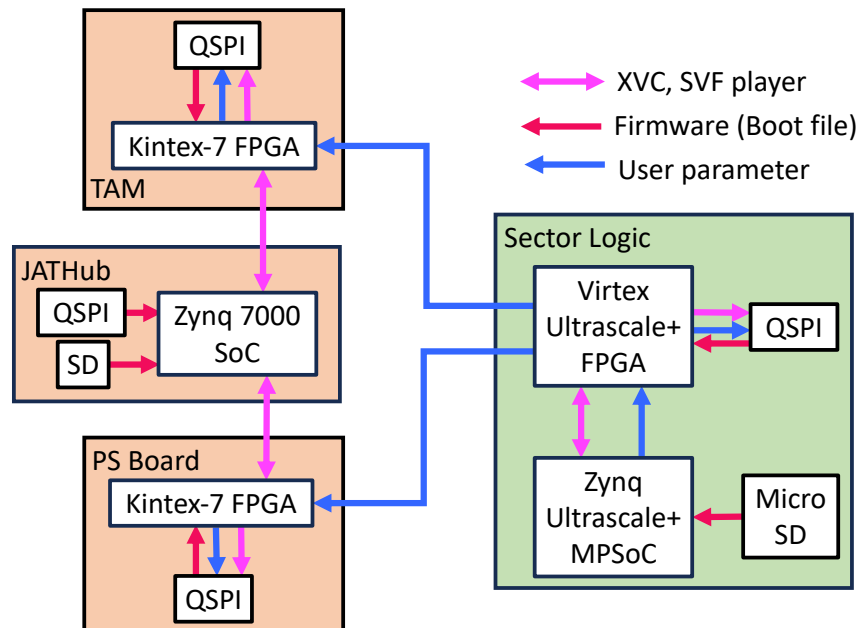 QSPI
Kintex-7 FPGA
TAM
XVC, SVF player
Firmware (Boot file)
User parameter
JATHub
QSPI
SD
Zynq 7000
SoC
PS Board
Kintex-7 FPGA
QSPI
Sector Logic
Virtex
Ultrascale+
FPGA
QSPI
Zynq
Ultrascale+
MPSoC
Micro
SD